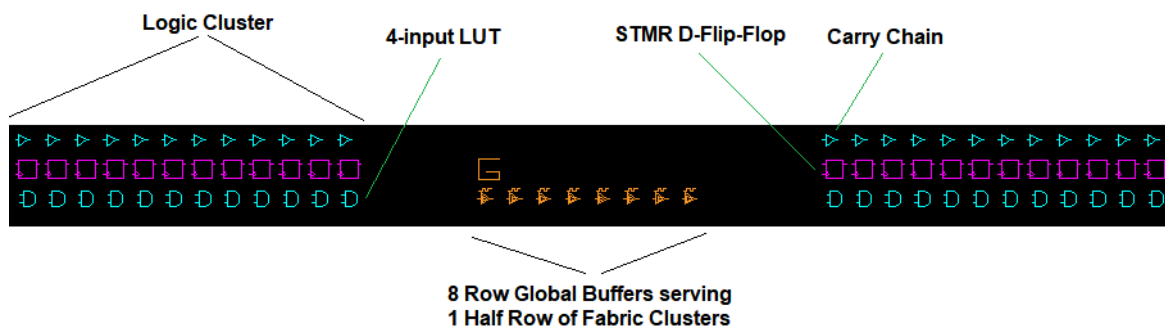 Logic Cluster
4-input LUT
STMR D-Flip-Flop
Carry Chain
G
8 Row Global Buffers serving
1 Half Row of Fabric Clusters